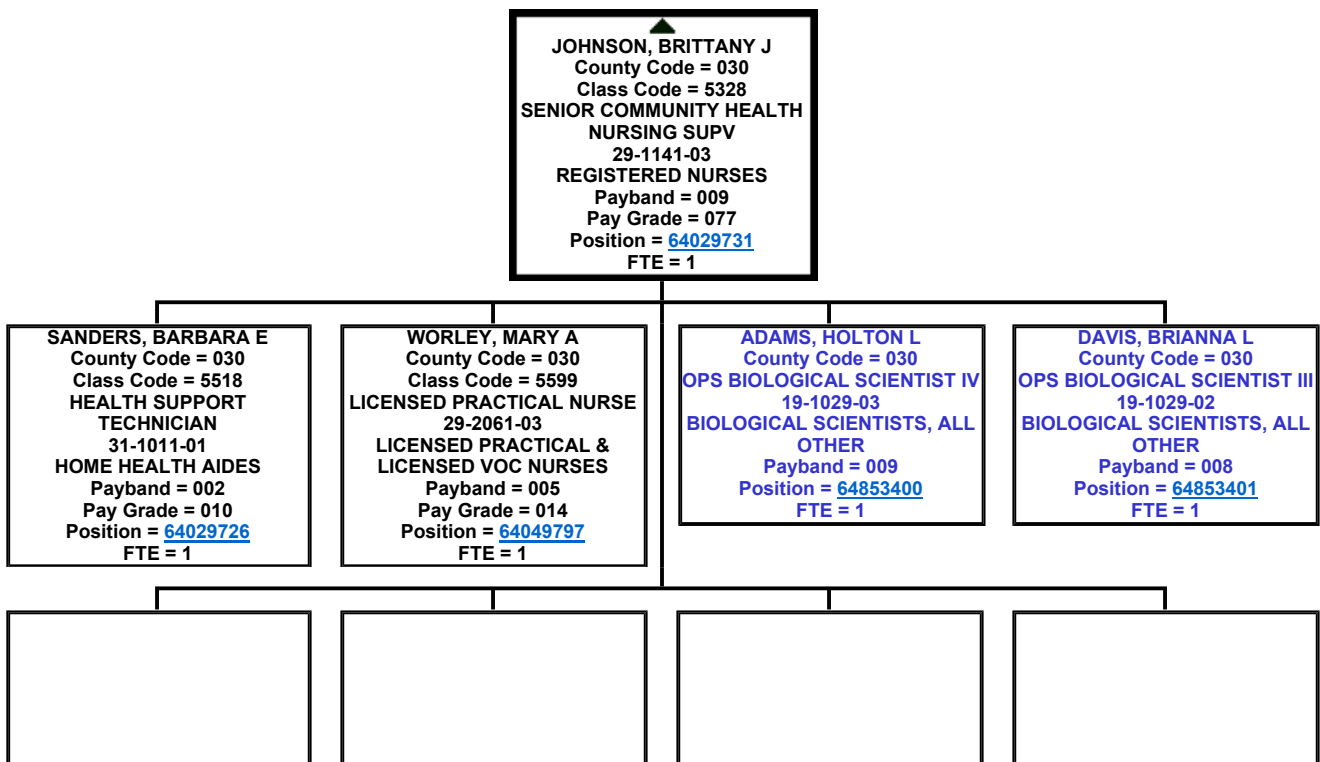 JOHNSON, BRITTANY J
County Code = 030
Class Code = 5328
SENIOR COMMUNITY HEALTH
NURSING SUPV
29-1141-03
REGISTERED NURSES
Payband = 009
Pay Grade = 077
Position = 64029731
FTE = 1
SANDERS, BARBARA E
County Code = 030
Class Code = 5518
HEALTH SUPPORT
TECHNICIAN
31-1011-01
HOME HEALTH AIDES
Payband = 002
Pay Grade = 010
Position = 64029726
FTE = 1
WORLEY, MARY A
County Code = 030
Class Code = 5599
LICENSED PRACTICAL NURSE
29-2061-03
LICENSED PRACTICAL &
LICENSED VOC NURSES
Payband = 005
Pay Grade = 014
Position = 64049797
FTE = 1
ADAMS, HOLTON L
County Code = 030
OPS BIOLOGICAL SCIENTIST IV
19-1029-03
BIOLOGICAL SCIENTISTS, ALL
OTHER
Payband = 009
Position = 64853400
FTE = 1
DAVIS, BRIANNA L
County Code = 030
OPS BIOLOGICAL SCIENTIST III
19-1029-02
BIOLOGICAL SCIENTISTS, ALL
OTHER
Payband = 008
Position = 64853401
FTE = 1